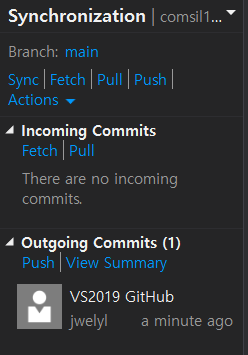 Synchronization | comsil1...
Branch: main
Sync | Fetch | Pull | Push |
Actions
Incoming Commits
Fetch | Pull
There are no incoming
commits.
Outgoing Commits (1)
Push | View Summary
VS2019 GitHub
jwelyl a minute ago